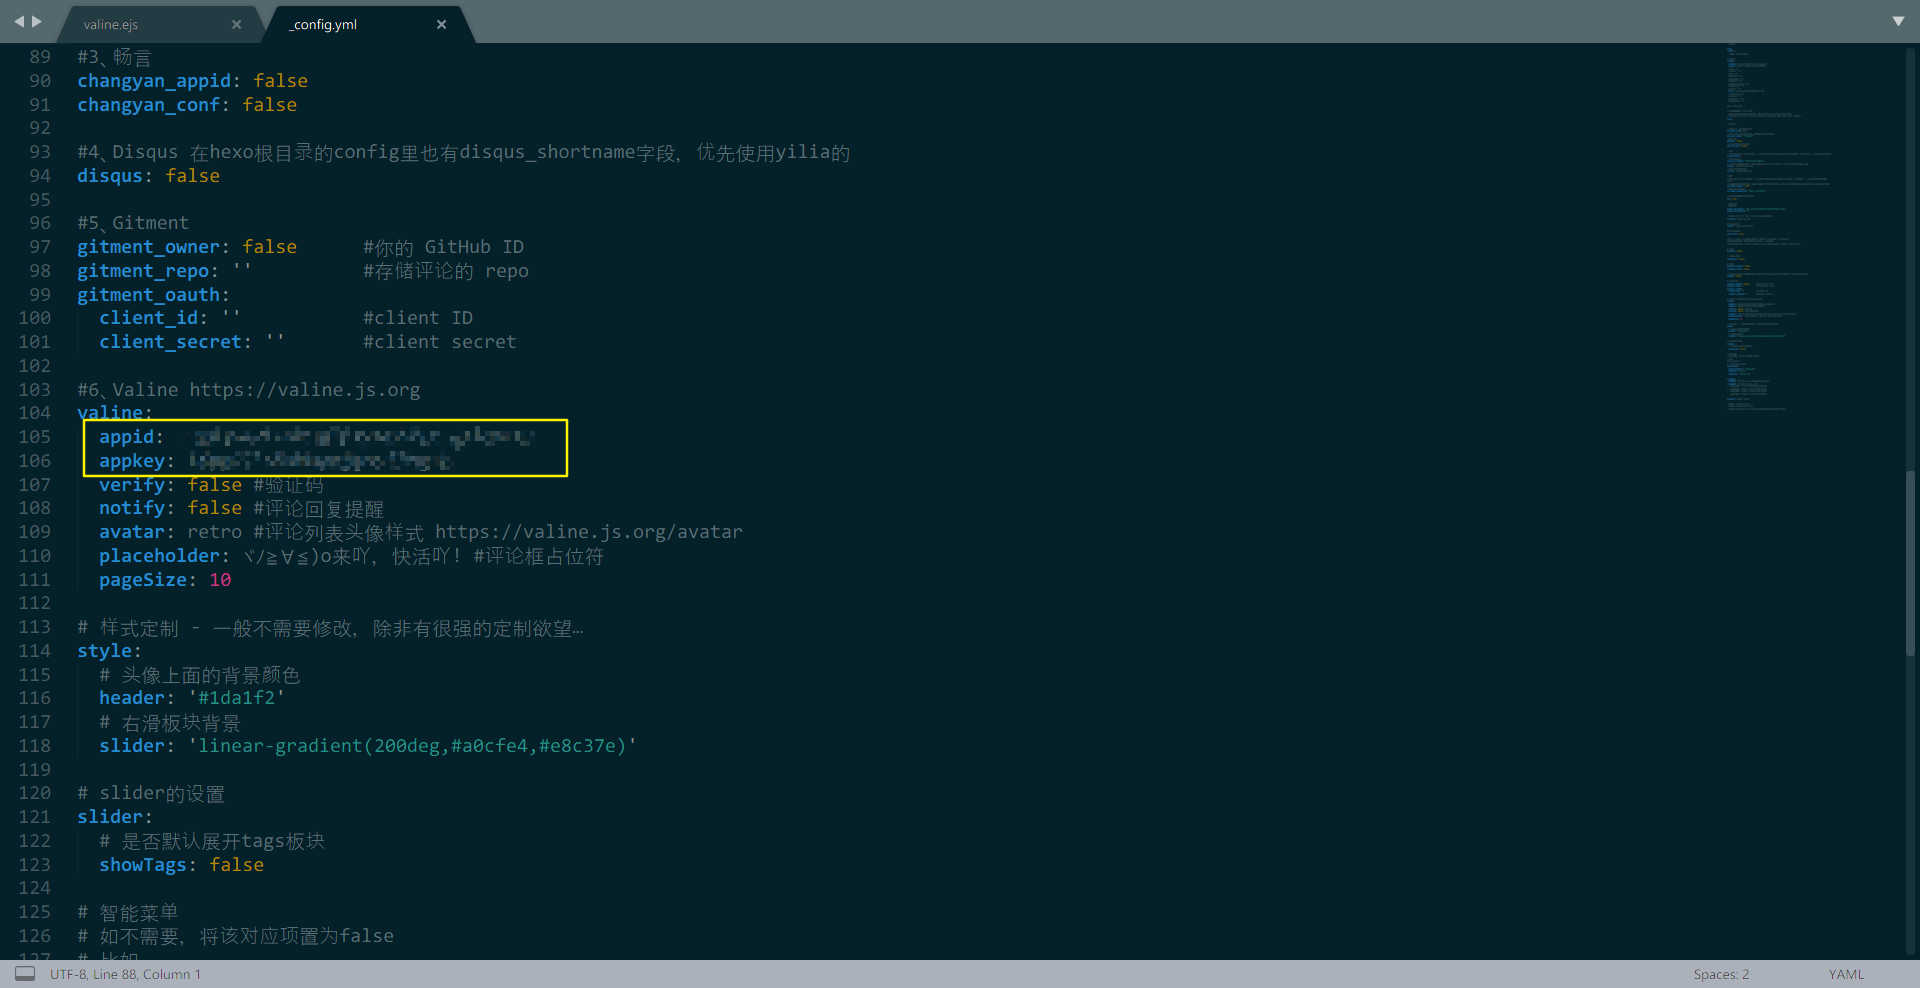 valine.ejs
_config.yml
89 #3、畅言
90 changyan_appid: false
91 changyan_conf: false
92
93 #4、Disqus 在hexo根目录的config里也有disqus_shortname字段，优先使用yilia的
94 disqus: false
95
96 #5、Gitment
97 gitment_owner: false #你的 GitHub ID
98 gitment_repo: '' #存储评论的 repo
99 gitment_oauth:
100 client_id: '' #client ID
101 client_secret: '' #client secret
102
103 #6、Valine https://valine.js.org
104 valine:
105 appid:
106 appkey:
107 verify: false #验证码
108 notify: false #评论回复提醒
109 avatar: retro #评论列表头像样式 https://valine.js.org/avatar
110 placeholder: ヾﾉ≧∀≦)o来吖，快活吖! #评论框占位符
111 pageSize: 10
112
113 # 样式定制 - 一般不需要修改，除非有很强的定制欲望…
114 style:
115 # 头像上面的背景颜色
116 header: '#1da1f2'
117 # 右滑板块背景
118 slider: 'linear-gradient(200deg,#a0cfe4,#e8c37e)'
119
120 # slider的设置
121 slider:
122 # 是否默认展开tags板块
123 showTags: false
124
125 # 智能菜单
126 # 如不需要，将该对应项置为false
127 # 比如
UTF-8, Line 88, Column 1
Spaces: 2
YAML